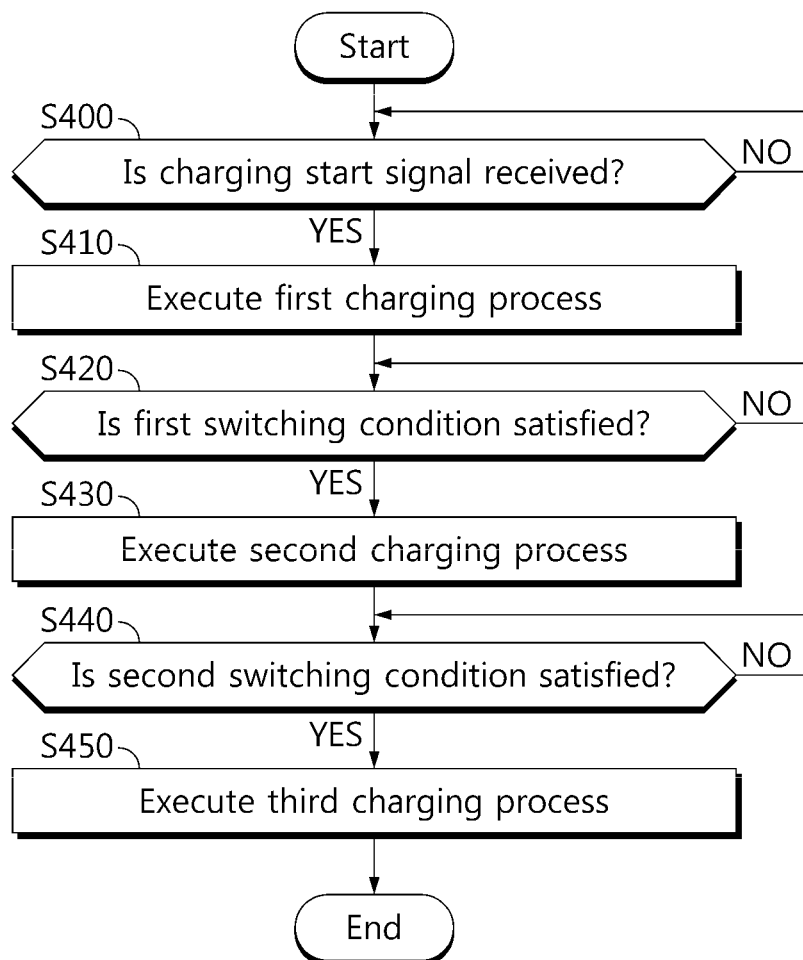 Start
S400
Is charging start signal received?
NO
YES
S410
Execute first charging process
S420
Is first switching condition satisfied?
NO
YES
S430
Execute second charging process
S440
Is second switching condition satisfied?
NO
YES
S450
Execute third charging process
End